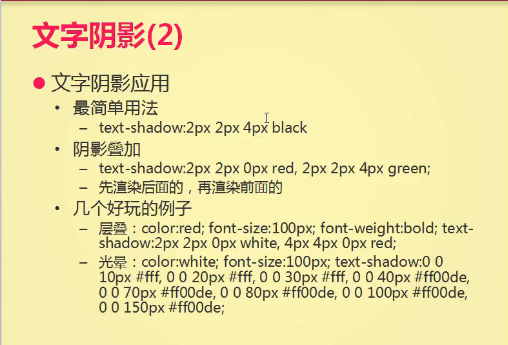 文字阴影(2)
文字阴影应用
• 最简单用法
– text-shadow:2px 2px 4px black
• 阴影叠加
– text-shadow:2px 2px 0px red, 2px 2px 4px green;
– 先渲染后面的，再渲染前面的
• 几个好玩的例子
– 层叠：color:red; font-size:100px; font-weight:bold; text-
shadow:2px 2px 0px white, 4px 4px 0px red;
– 光晕：color:white; font-size:100px; text-shadow:0 0
10px #fff, 0 0 20px #fff, 0 0 30px #fff, 0 0 40px #ff00de,
0 0 70px #ff00de, 0 0 80px #ff00de, 0 0 100px #ff00de,
0 0 150px #ff00de;